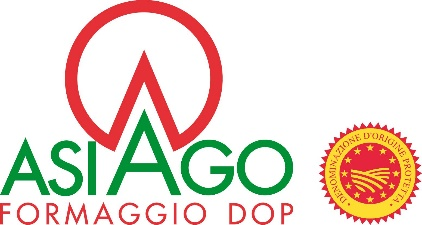 ASIAGO
FORMAGGIO DOP
DENOMINAZIONE D'ORIGINE PROTETTA